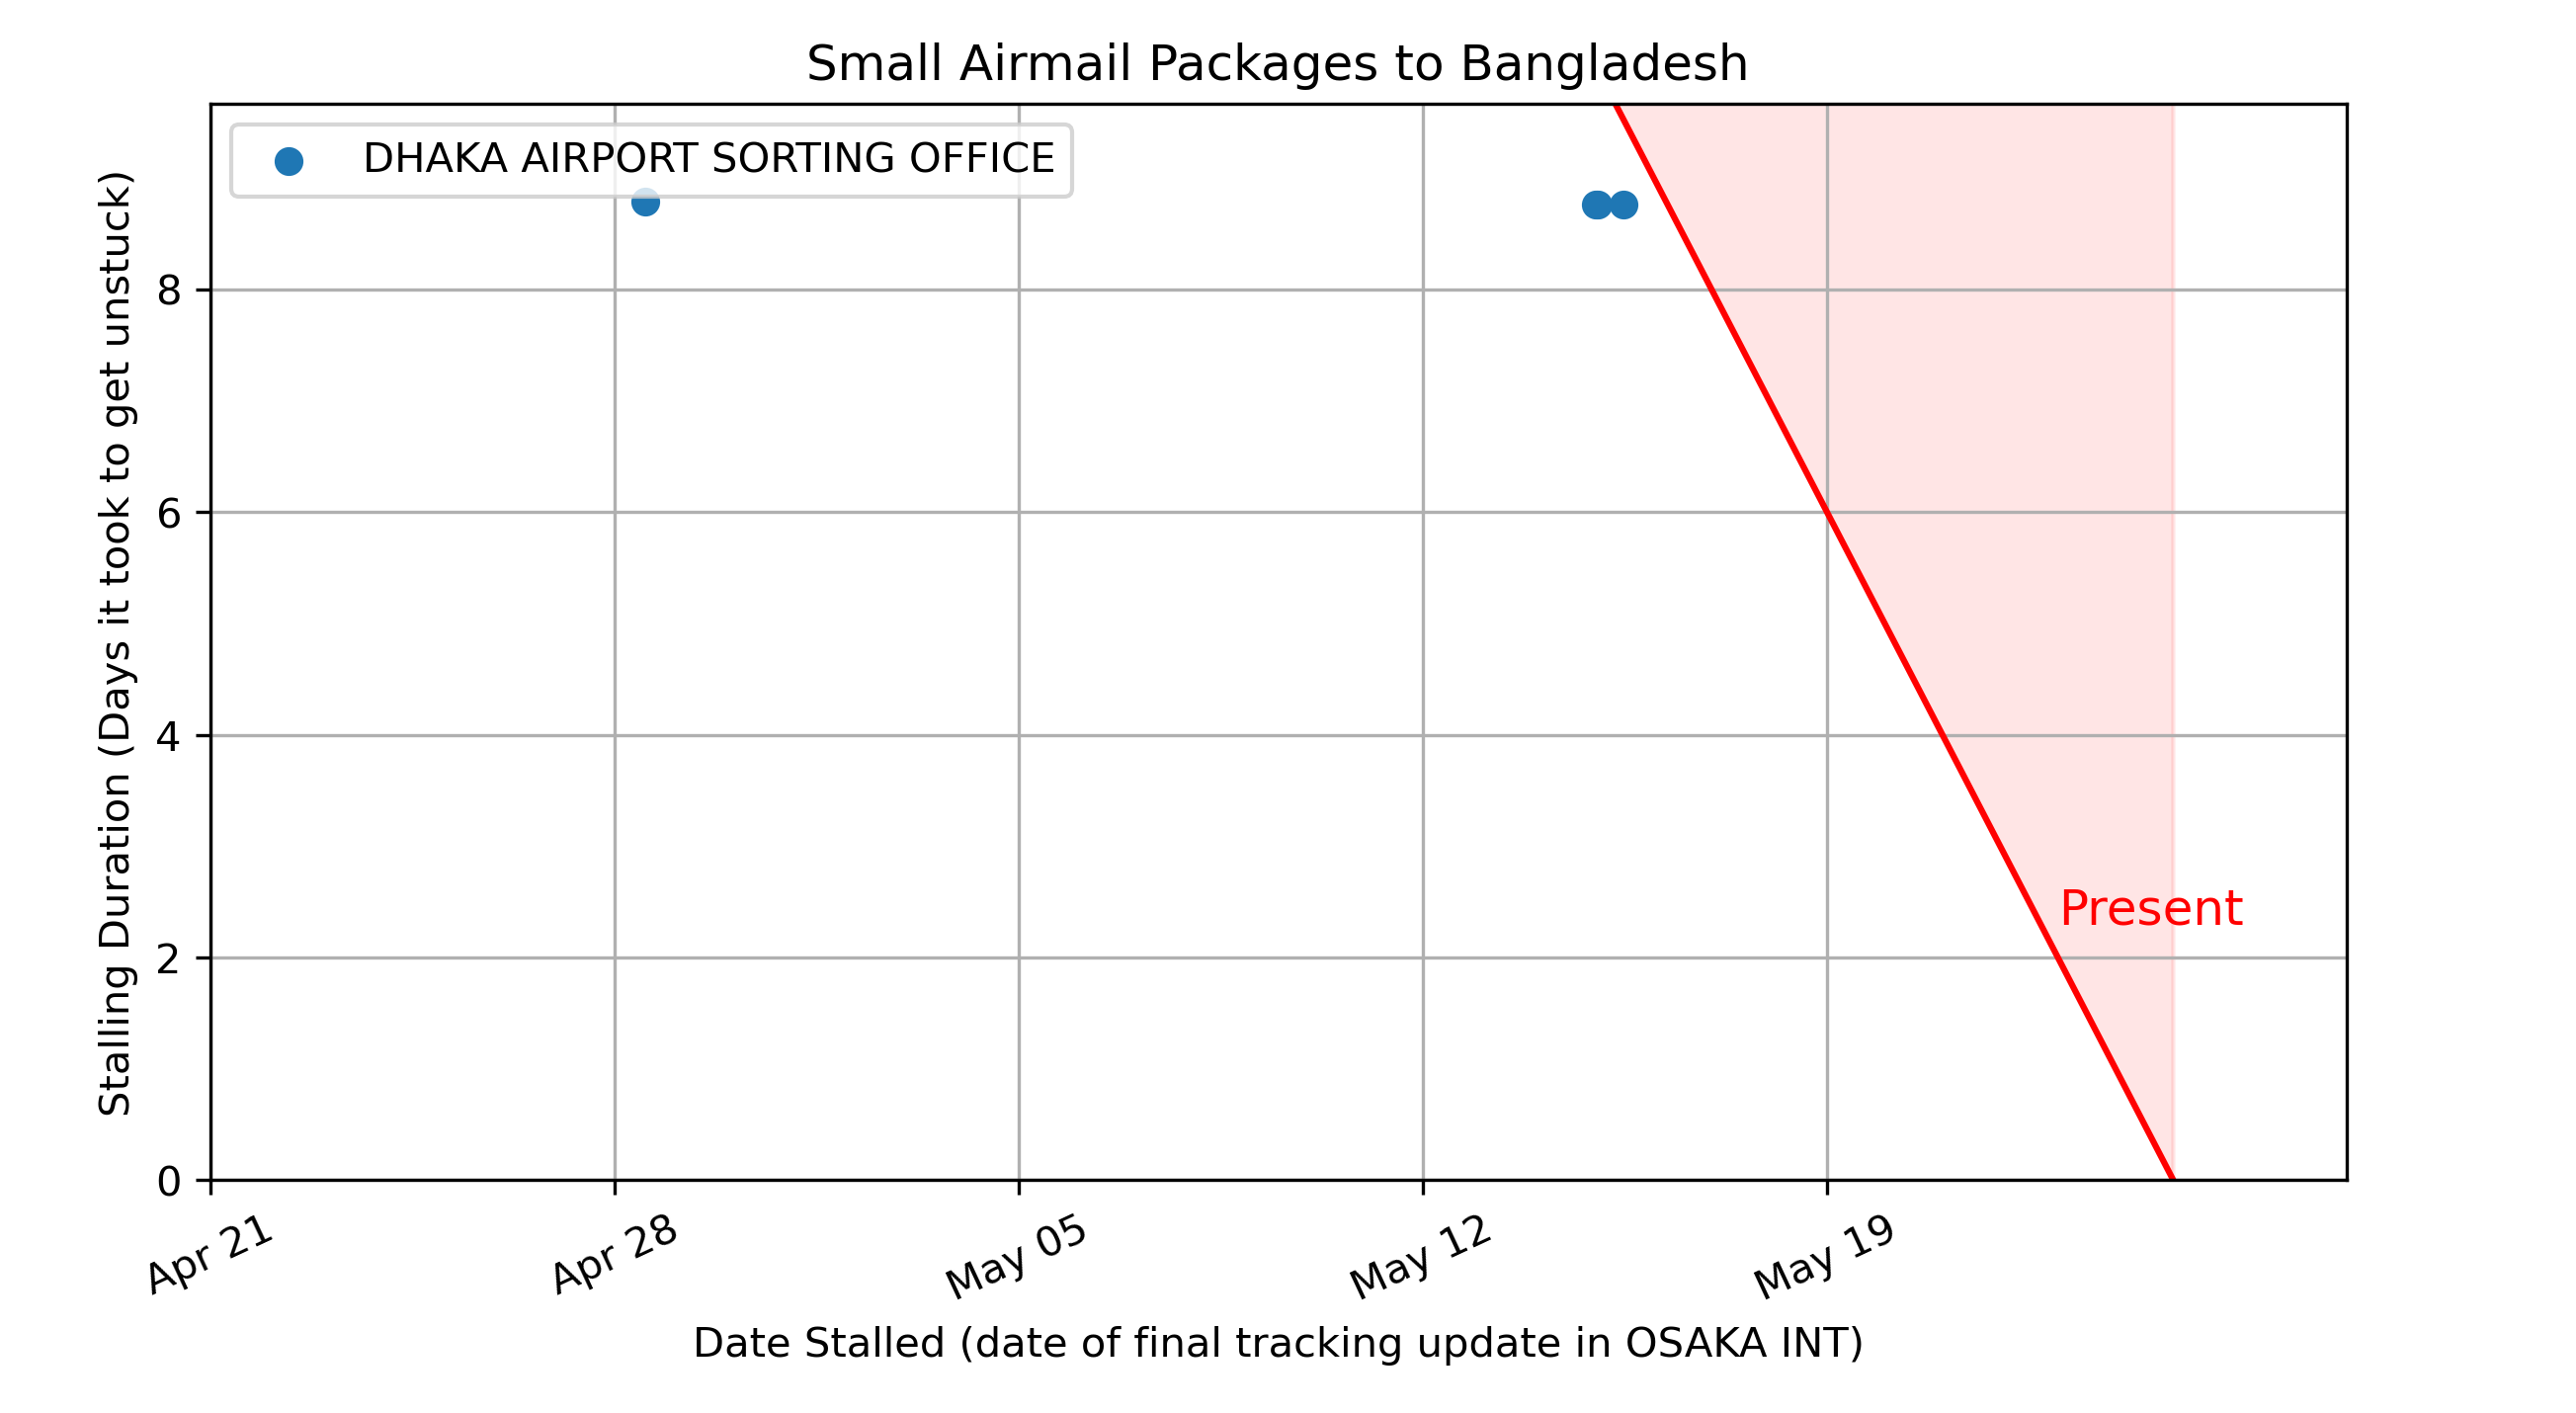 Small Airmail Packages to Bangladesh
DHAKA AIRPORT SORTING OFFICE
Stalling Duration (Days it took to get unstuck)
8
6
4
2
0
Present
Apr 21
Apr 28
May 05
May 12
May 19
Date Stalled (date of final tracking update in OSAKA INT)